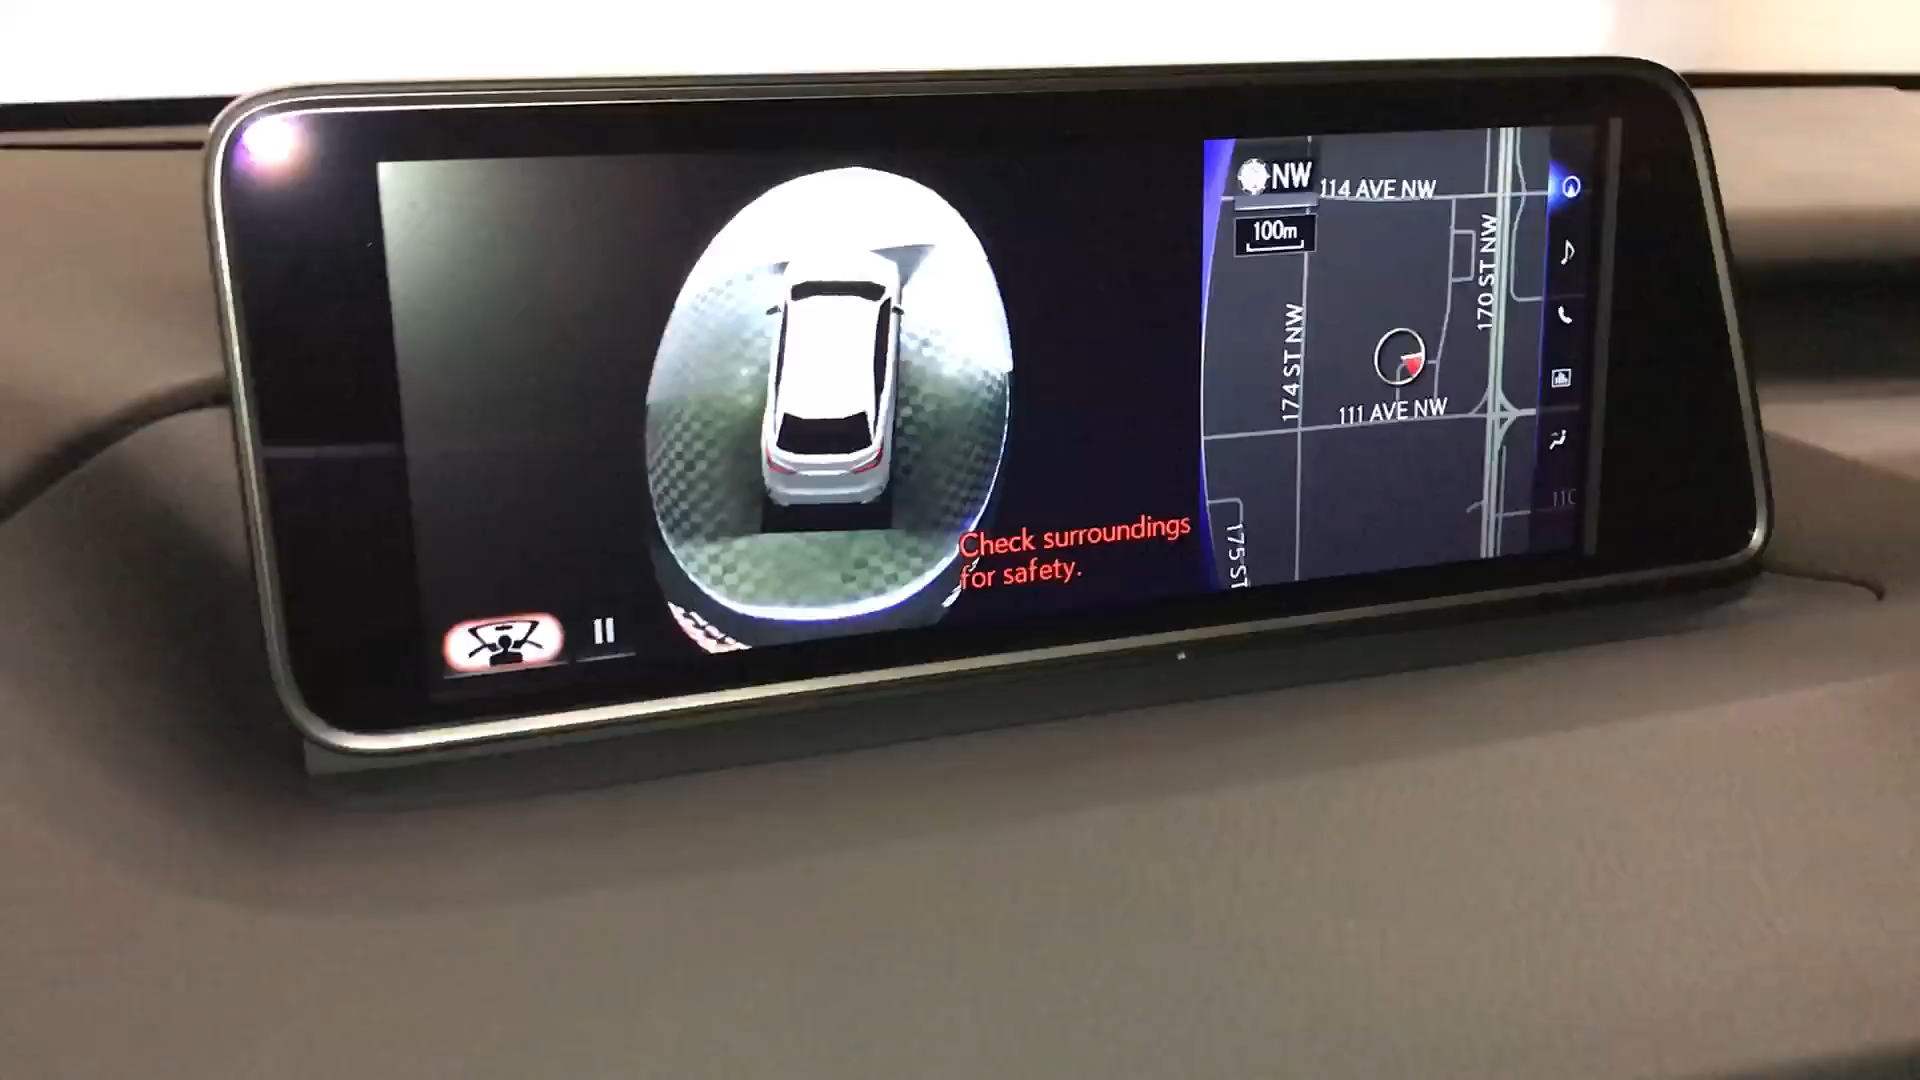 NW
100m
114 AVE NW
170 ST NW
174 ST NW
111 AVE NW
175 ST
Check surroundings
for safety.